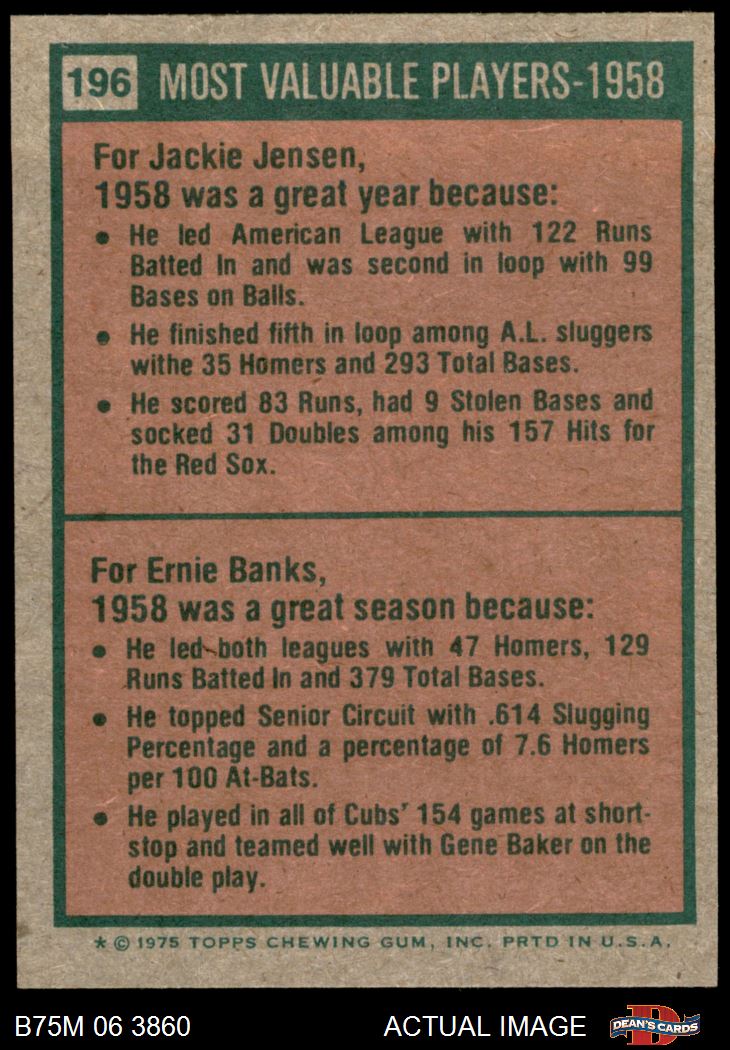 196 MOST VALUABLE PLAYERS-1958
For Jackie Jensen,
1958 was a great year because:
• He led American League with 122 Runs
Batted In and was second in loop with 99
Bases on Balls.
• He finished fifth in loop among A.L. sluggers
withe 35 Homers and 293 Total Bases.
• He scored 83 Runs, had 9 Stolen Bases and
socked 31 Doubles among his 157 Hits for
the Red Sox.
For Ernie Banks,
1958 was a great season because:
• He led both leagues with 47 Homers, 129
Runs Batted In and 379 Total Bases.
• He topped Senior Circuit with .614 Slugging
Percentage and a percentage of 7.6 Homers
per 100 At-Bats.
• He played in all of Cubs' 154 games at short-
stop and teamed well with Gene Baker on the
double play.
* © 1975 TOPPS CHEWING GUM, INC. PRTD IN U.S.A.
B75M 06 3860 ACTUAL IMAGE DEAN'S CARDS